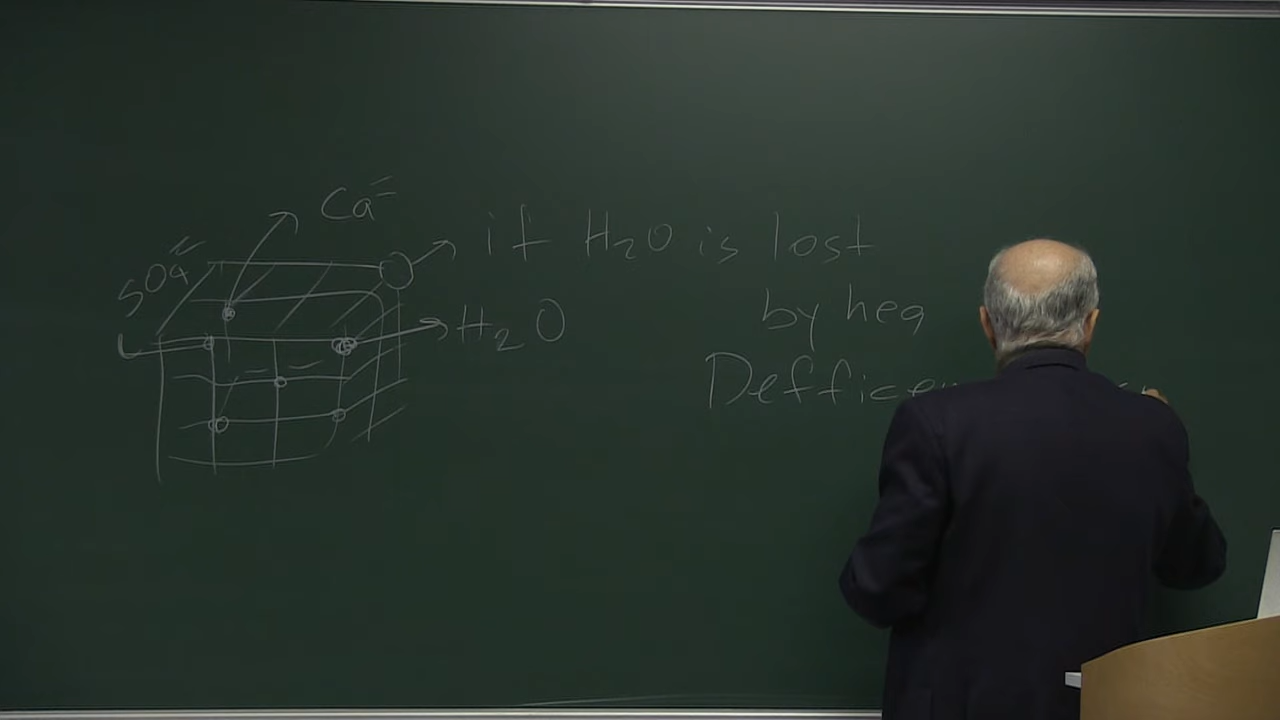 Ca=
SO4=
if H2O is lost
H2O
by hea
Defficen